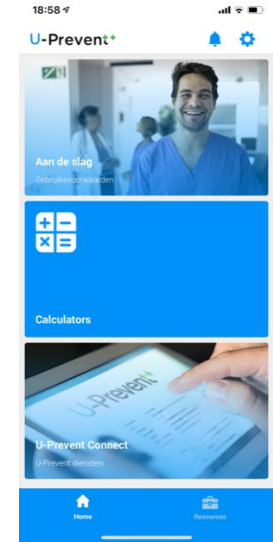 18:58
U-Prevent
Aan de slag
Gebruiksvoorwaarden
Calculators
U-Prevent
U-Prevent Connect
U-Prevent diensten
Home
Resources